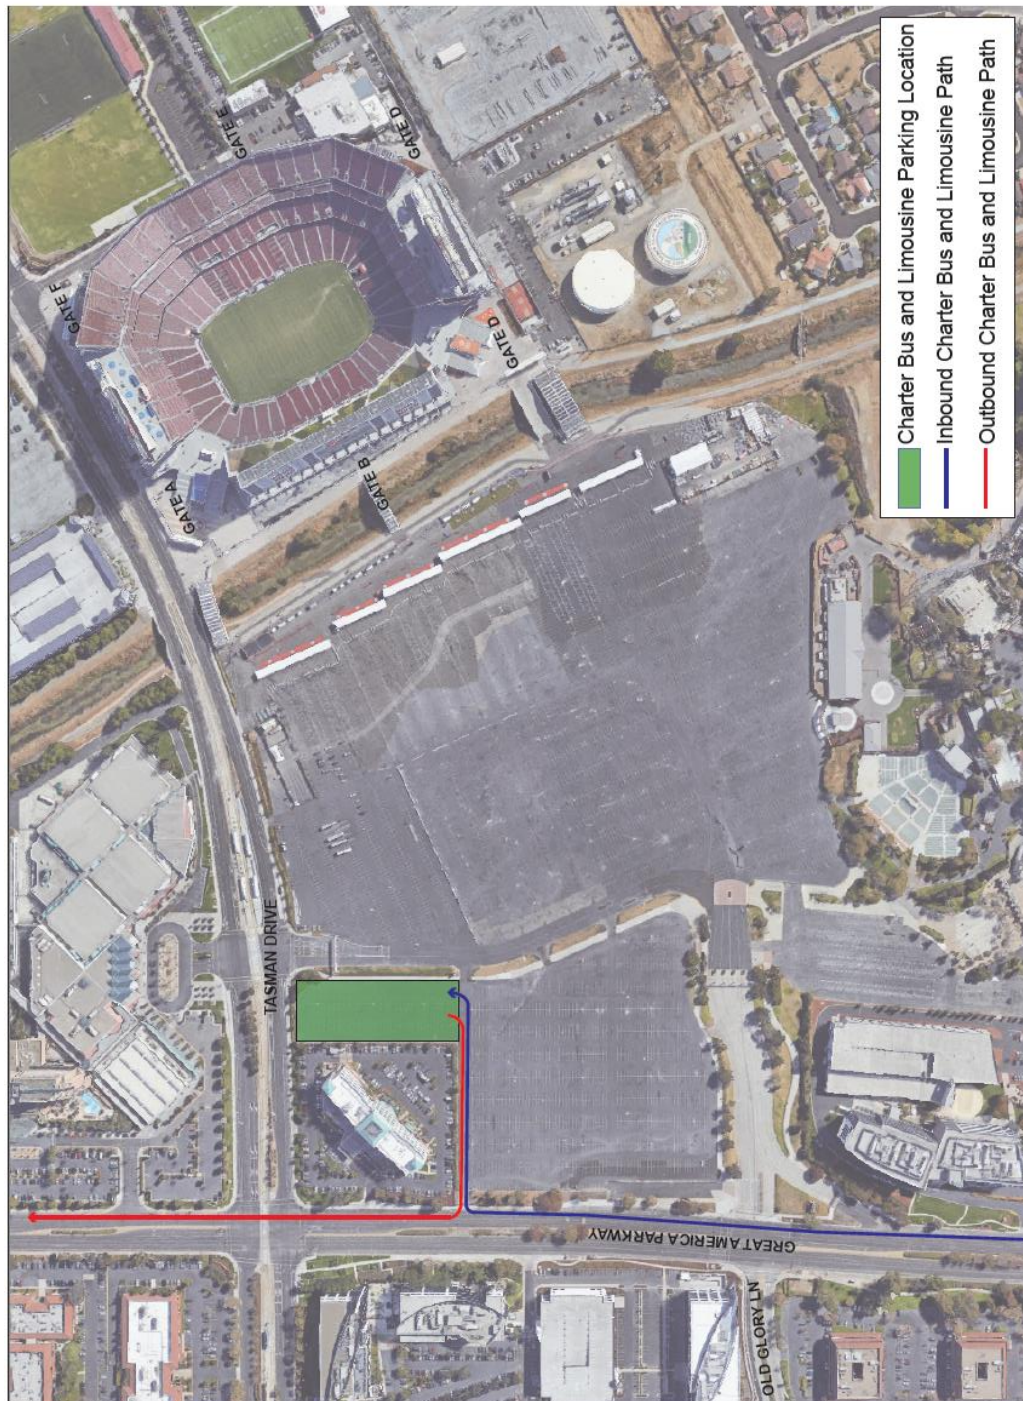 Charter Bus and Limousine Parking Location
Inbound Charter Bus and Limousine Path
Outbound Charter Bus and Limousine Path
GATE E
GATE D
GATE F
GATE D
GATE A
GATE B
TASMAN DRIVE
GREAT AMERICA PARKWAY
OLD GLORY LN